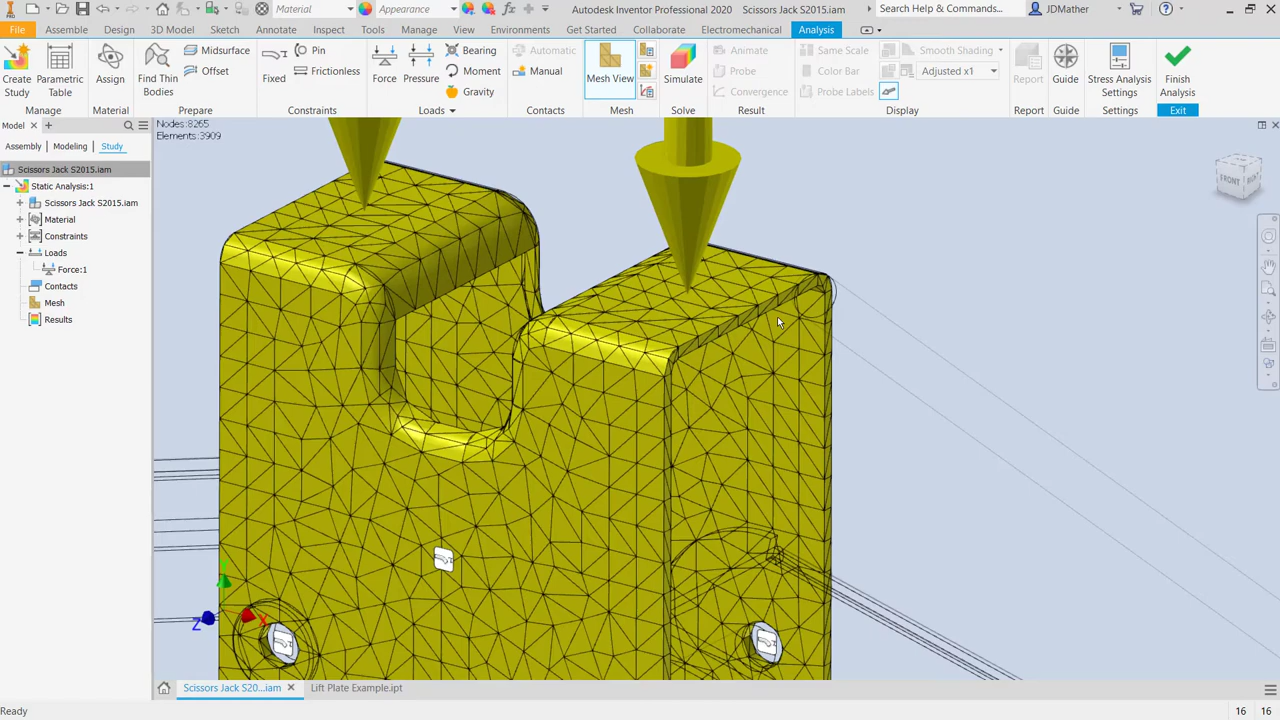 Material
Appearance
Autodesk Inventor Professional 2020 Scissors Jack S2015.iam
Search Help & Commands...
JDMather
File Assembly Design 3D Model Sketch Annotate Inspect Tools Manage View Environments Get Started Collaborate Electromechanical Analysis
Create Study
Parametric Table
Manage
Assign
Material
Find Thin Bodies
Midsurface
Offset
Prepare
Fixed
Pin
Frictionless
Constraints
Force
Pressure
Bearing
Moment
Gravity
Loads
Automatic
Manual
Contacts
Mesh View
Mesh
Simulate
Solve
Animate
Probe
Convergence
Result
Same Scale
Color Bar
Probe Labels
Smooth Shading
Adjusted x1
Display
Report
Report
Guide
Guide
Stress Analysis Settings
Settings
Finish Analysis
Exit
Model
Assembly Modeling Study
Scissors Jack S2015.iam
Static Analysis:1
Scissors Jack S2015.iam
Material
Constraints
Loads
Force:1
Contacts
Mesh
Results
Nodes:8265
Elements:3909
FRONT
RIGHT
Y
Z
X
Scissors Jack S20...iam
Lift Plate Example.ipt
Ready
16 16